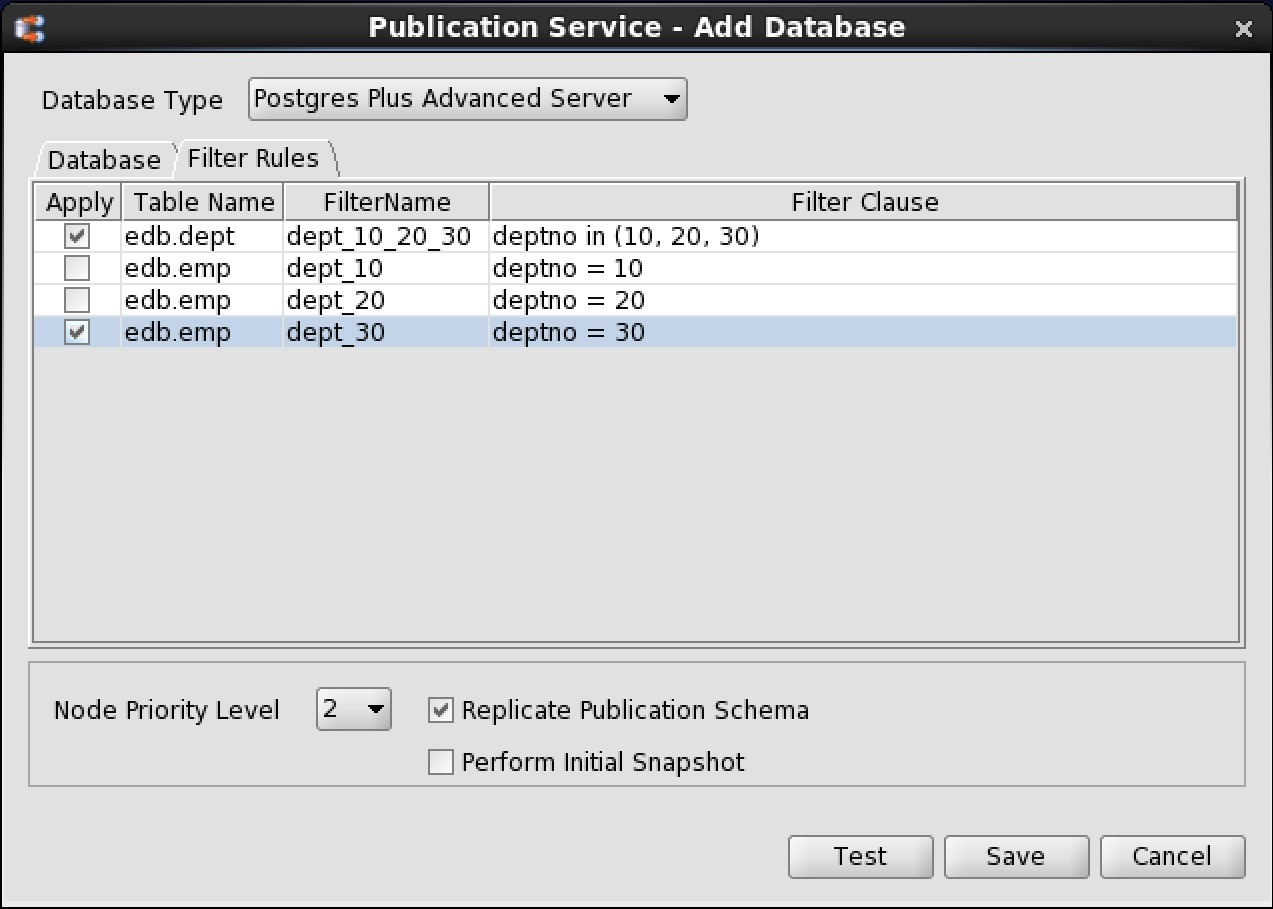 Publication Service - Add Database
Database Type Postgres Plus Advanced Server
Database Filter Rules
Apply Table Name FilterName Filter Clause
edb.dept dept_10_20_30 deptno in (10, 20, 30)
edb.emp dept_10 deptno = 10
edb.emp dept_20 deptno = 20
edb.emp dept_30 deptno = 30
Node Priority Level 2 Replicate Publication Schema
Perform Initial Snapshot
Test Save Cancel